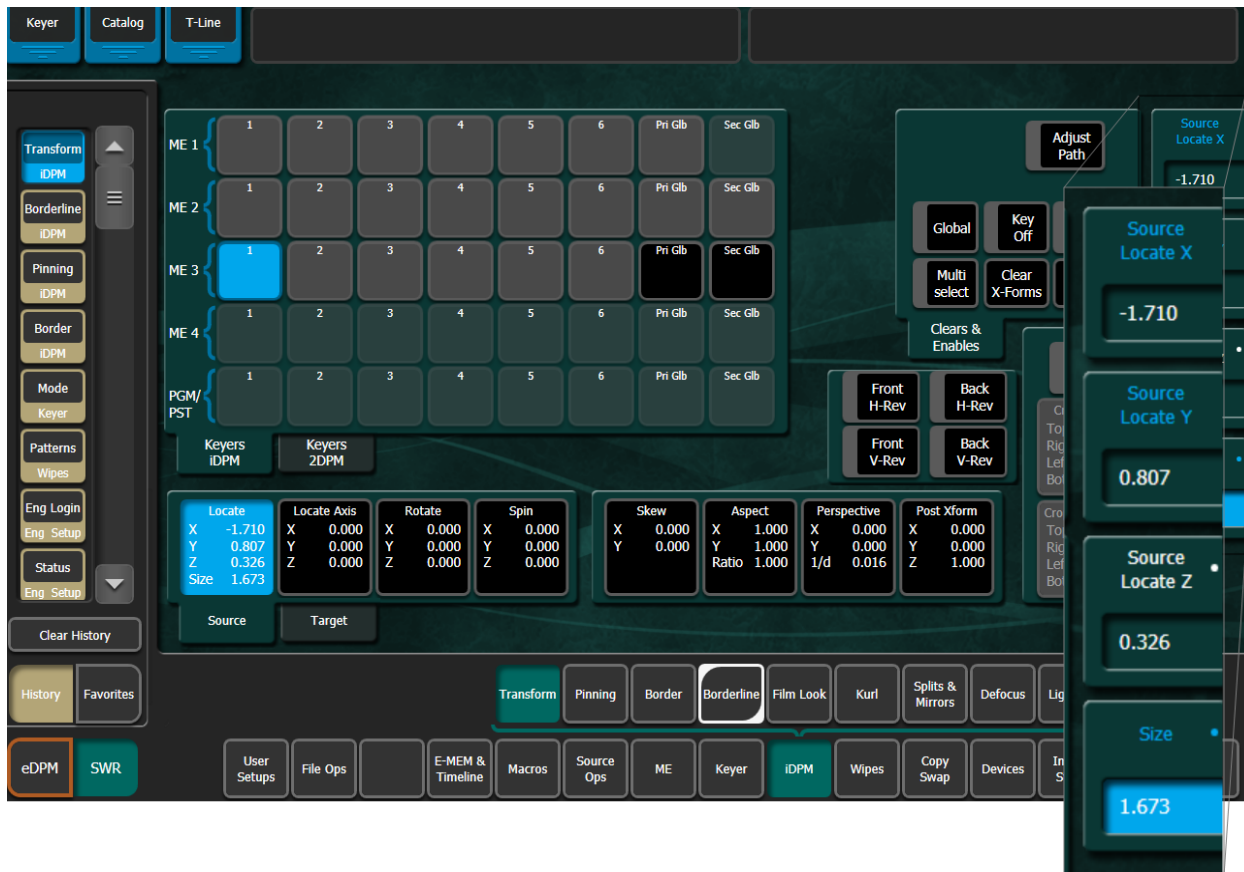 Keyer
Catalog
T-Line
Transform
iDPM
Borderline
iDPM
Pinning
iDPM
Border
iDPM
Mode
Keyer
Patterns
Wipes
Eng Login
Eng Setup
Status
Eng Setup
Clear History
History
Favorites
eDPM
SWR
ME 1 1 2 3 4 5 6 Pri Glb Sec Glb
ME 2 1 2 3 4 5 6 Pri Glb Sec Glb
ME 3 1 2 3 4 5 6 Pri Glb Sec Glb
ME 4 1 2 3 4 5 6 Pri Glb Sec Glb
PGM/ 1 2 3 4 5 6 Pri Glb Sec Glb
PST
Keyers
iDPM
Keyers
2DPM
Adjust
Path
Global
Key
Off
Multi
select
Clear
X-Forms
Clears &
Enables
Front
H-Rev
Back
H-Rev
Front
V-Rev
Back
V-Rev
Locate
X -1.710
Y 0.807
Z 0.326
Size 1.673
Locate Axis
X 0.000
Y 0.000
Z 0.000
Rotate
X 0.000
Y 0.000
Z 0.000
Spin
X 0.000
Y 0.000
Z 0.000
Skew
X 0.000
Y 0.000
Aspect
X 1.000
Y 1.000
Ratio 1.000
Perspective
X 0.000
Y 0.000
1/d 0.016
Post Xform
X 0.000
Y 0.000
Z 1.000
Source
Target
Source
Locate X
-1.710
Source
Locate X
-1.710
Source
Locate Y
0.807
Source
Locate Z
0.326
Size
1.673
Transform
Pinning
Border
Borderline
Film Look
Kurl
Splits &
Mirrors
Defocus
User
Setups
File Ops
E-MEM &
Timeline
Macros
Source
Ops
ME
Keyer
iDPM
Wipes
Copy
Swap
Devices